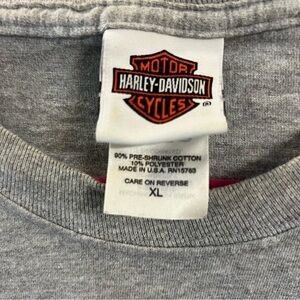 MOTOR
HARLEY-DAVIDSON
CYCLES®
90% PRE-SHRUNK COTTON
10% POLYESTER
MADE IN U.S.A. RN15763
CARE ON REVERSE
XL